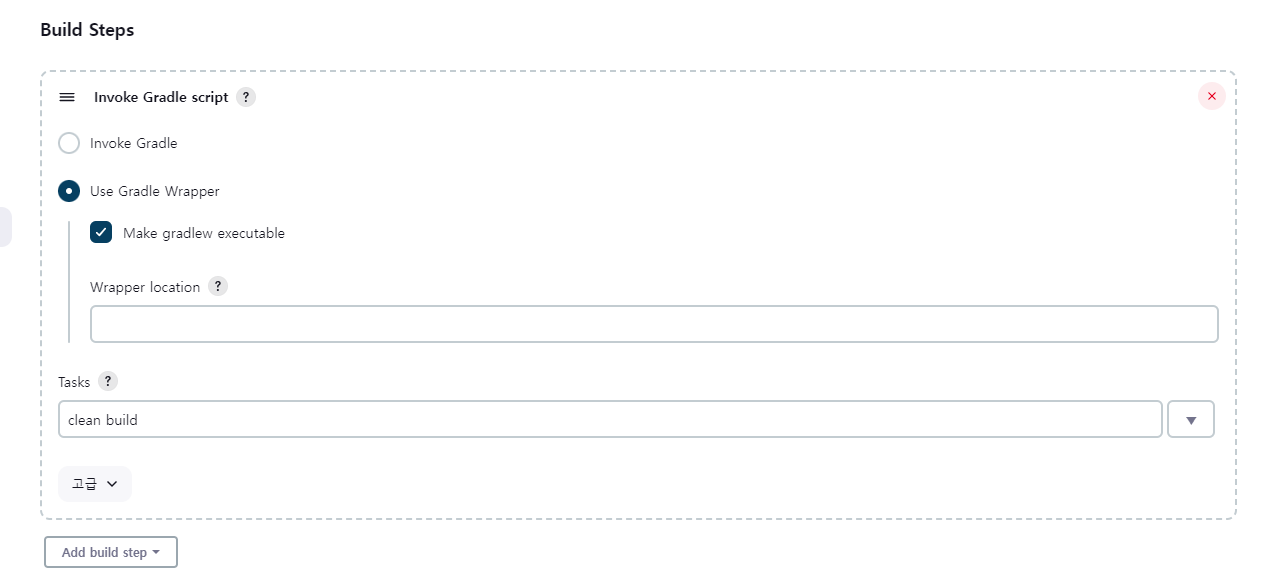 Build Steps
Invoke Gradle script ?
Invoke Gradle
Use Gradle Wrapper
Make gradlew executable
Wrapper location ?
Tasks ?
clean build
고급
Add build step